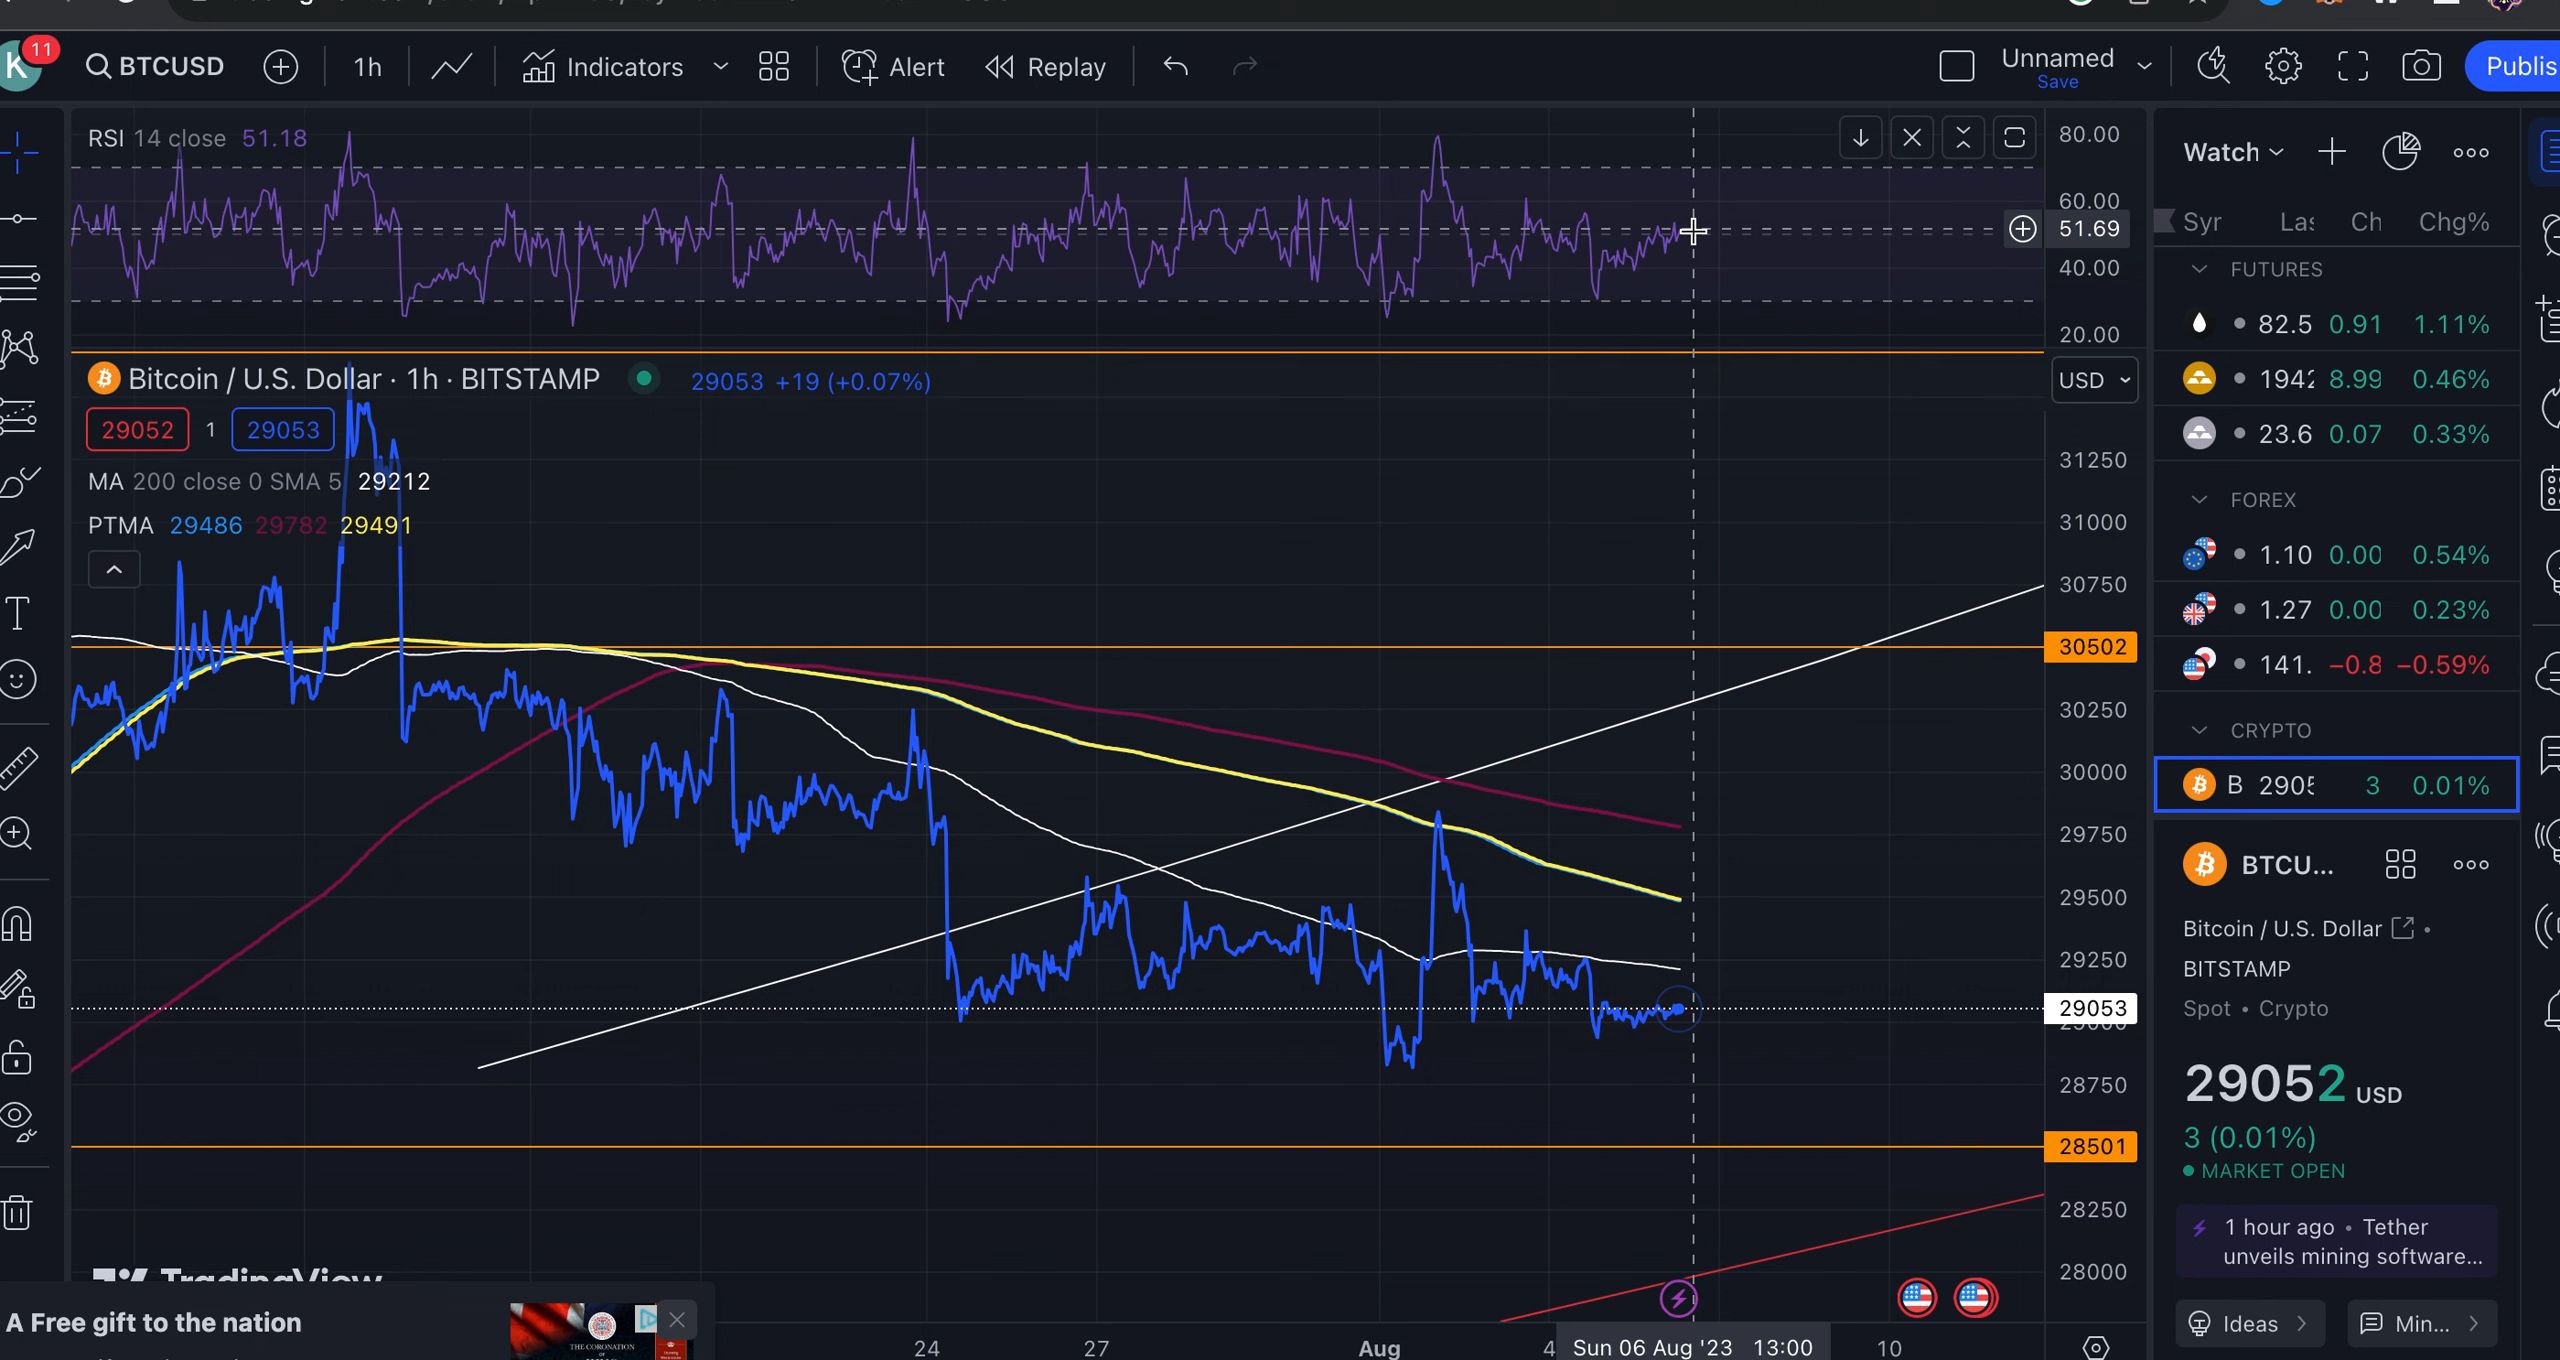 K 11 BTCUSD 1h Indicators Alert Replay Unnamed Publis
Save
RSI 14 close 51.18
80.00
60.00
51.69
40.00
20.00
Bitcoin / U.S. Dollar · 1h · BITSTAMP 29053 +19 (+0.07%)
USD
29052 1 29053
MA 200 close 0 SMA 5 29212
PTMA 29486 29782 29491
31250
31000
30750
30502
30250
30000
29750
29500
29250
29053
29000
28750
28501
28250
28000
TradingView
A Free gift to the nation
THE CORONATION
24 27 Aug 4 Sun 06 Aug '23 13:00 10
Watch
Syr Las Ch Chg%
FUTURES
82.5 0.91 1.11%
1942 8.99 0.46%
23.6 0.07 0.33%
FOREX
1.10 0.00 0.54%
1.27 0.00 0.23%
141. −0.8 −0.59%
CRYPTO
B 2905 3 0.01%
BTCU...
Bitcoin / U.S. Dollar
BITSTAMP
Spot • Crypto
29052 USD
3 (0.01%)
MARKET OPEN
1 hour ago • Tether
unveils mining software...
Ideas Min...